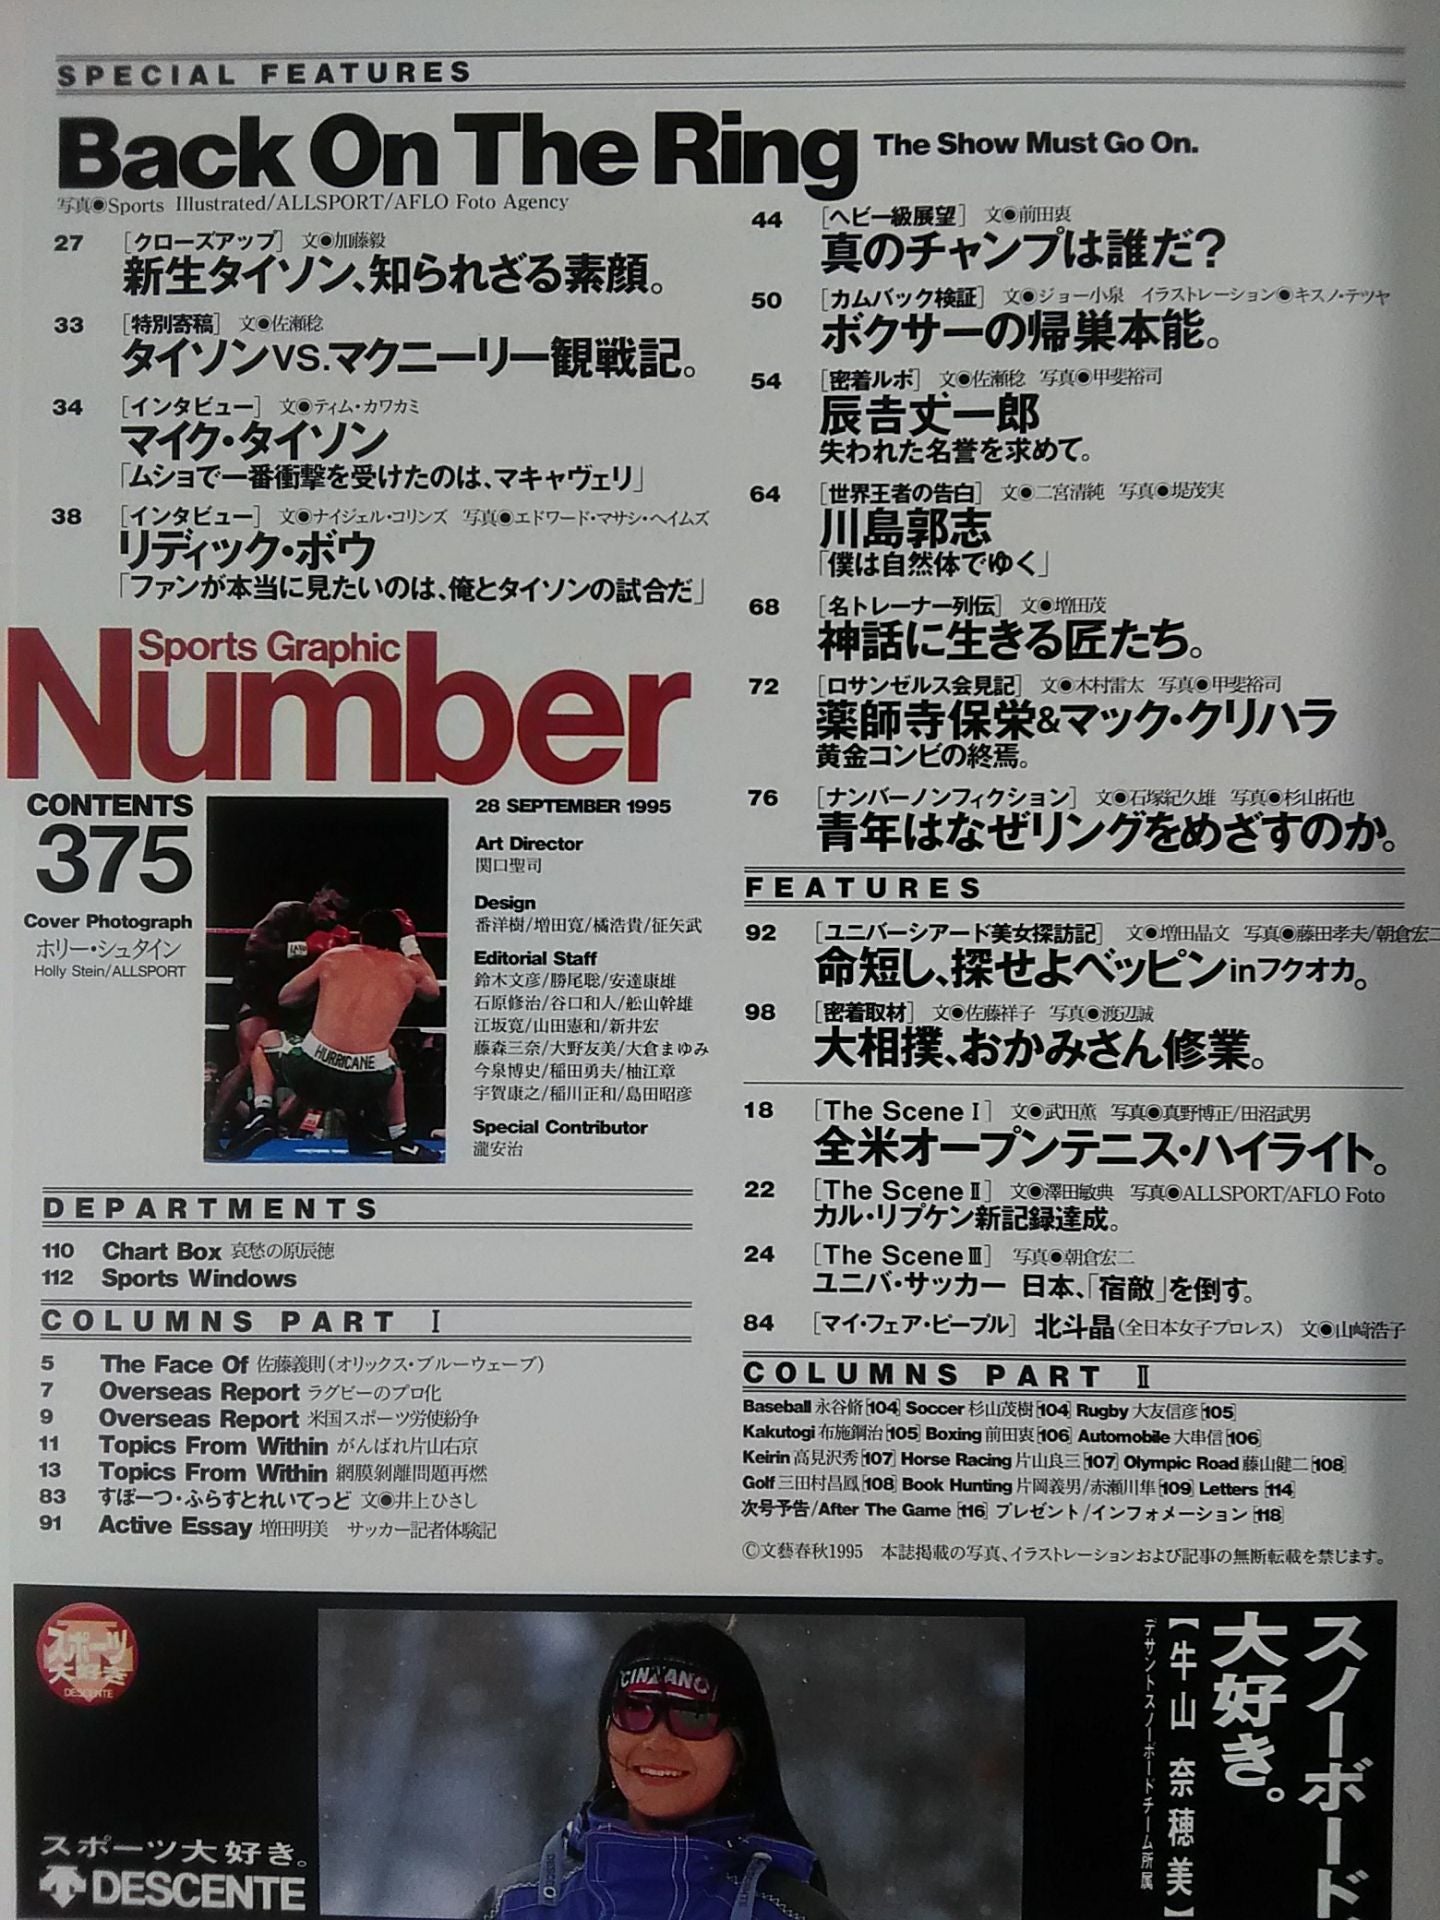 SPECIAL FEATURES
Back On The Ring The Show Must Go On.
写真●Sports Illustrated/ALLSPORT/AFLO Foto Agency
27 [クローズアップ] 文●加藤毅
新生タイソン、知られざる素顔。
33 [特別寄稿] 文●佐瀬稔
タイソンVS.マクニーリー観戦記。
34 [インタビュー] 文●ティム・カワカミ
マイク・タイソン
「ムショで一番衝撃を受けたのは、マキャヴェリ」
38 [インタビュー] 文●ナイジェル・コリンズ 写真●エドワード・マサシ・ヘイムズ
リディック・ボウ
「ファンが本当に見たいのは、俺とタイソンの試合だ」
44 [ヘビー級展望] 文●前田衷
真のチャンプは誰だ?
50 [カムバック検証] 文●ジョー小泉 イラストレーション●キスノ・テツヤ
ボクサーの帰巣本能。
54 [密着ルポ] 文●佐瀬稔 写真●甲斐裕司
辰吉丈一郎
失われた名誉を求めて。
64 [世界王者の告白] 文●二宮清純 写真●堤茂実
川島郭志
「僕は自然体でゆく」
68 [名トレーナー列伝] 文●増田茂
神話に生きる匠たち。
72 [ロサンゼルス会見記] 文●木村雷太 写真●甲斐裕司
薬師寺保栄&マック・クリハラ
黄金コンビの終焉。
76 [ナンバーノンフィクション] 文●石塚紀久雄 写真●杉山拓也
青年はなぜリングをめざすのか。
Sports Graphic
Number
CONTENTS
375
Cover Photograph
ホリー・シュタイン
Holly Stein/ALLSPORT
HURRICANE
28 SEPTEMBER 1995
Art Director
関口聖司
Design
番洋樹/増田寛/橘浩貴/征矢武
Editorial Staff
鈴木文彦/勝尾聡/安達康雄
石原修治/谷口和人/舩山幹雄
江坂寛/山田憲和/新井宏
藤森三奈/大野友美/大倉まゆみ
今泉博史/稲田勇夫/柚江章
宇賀康之/稲川正和/島田昭彦
Special Contributor
瀧安治
FEATURES
92 [ユニバーシアード美女探訪記] 文●増田晶文 写真●藤田孝夫/朝倉宏二
命短し、探せよベッピンinフクオカ。
98 [密着取材] 文●佐藤祥子 写真●渡辺誠
大相撲、おかみさん修業。
18 [The Scene Ⅰ] 文●武田薫 写真●真野博正/田沼武男
全米オープンテニス・ハイライト。
22 [The Scene Ⅱ] 文●澤田敏典 写真●ALLSPORT/AFLO Foto
カル・リプケン新記録達成。
24 [The Scene Ⅲ] 写真●朝倉宏二
ユニバ・サッカー 日本、「宿敵」を倒す。
84 [マイ・フェア・ピープル] 北斗晶(全日本女子プロレス) 文●山﨑浩子
DEPARTMENTS
110 Chart Box 哀愁の原辰徳
112 Sports Windows
COLUMNS PART Ⅰ
5 The Face Of 佐藤義則(オリックス・ブルーウェーブ)
7 Overseas Report ラグビーのプロ化
9 Overseas Report 米国スポーツ労使紛争
11 Topics From Within がんばれ片山右京
13 Topics From Within 網膜剝離問題再燃
83 すぽーつ・ふらすとれいてっど 文●井上ひさし
91 Active Essay 増田明美 サッカー記者体験記
COLUMNS PART Ⅱ
Baseball 永谷脩[104] Soccer 杉山茂樹[104] Rugby 大友信彦[105]
Kakutogi 布施鋼治[105] Boxing 前田衷[106] Automobile 大串信[106]
Keirin 高見沢秀[107] Horse Racing 片山良三[107] Olympic Road 藤山健二[108]
Golf 三田村昌鳳[108] Book Hunting 片岡義男/赤瀬川隼[109] Letters [114]
次号予告/After The Game [116] プレゼント/インフォメーション[118]
©文藝春秋1995 本誌掲載の写真、イラストレーションおよび記事の無断転載を禁じます。
スポーツ
大好き
DESCENTE
CINZANO
DESCENTE
スノーボード、
大好き。
【牛山奈穂美】
デサントスノーボードチーム所属
スポーツ大好き。
DESCENTE